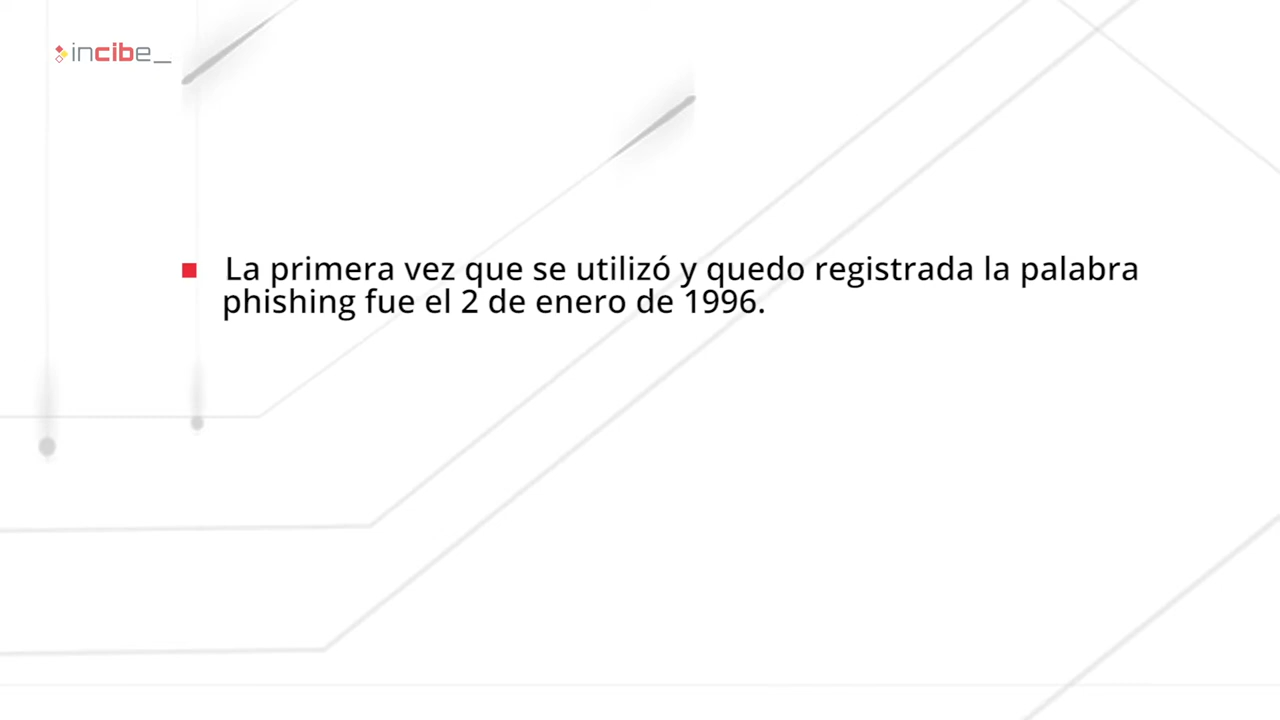 incibe_
La primera vez que se utilizó y quedo registrada la palabra
phishing fue el 2 de enero de 1996.